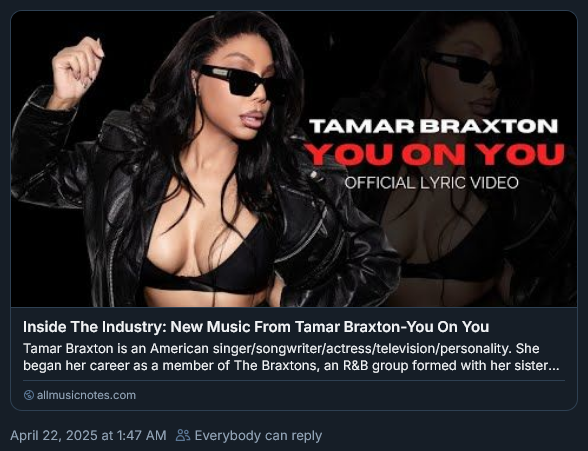 TAMAR BRAXTON
YOU ON YOU
OFFICIAL LYRIC VIDEO
Inside The Industry: New Music From Tamar Braxton-You On You
Tamar Braxton is an American singer/songwriter/actress/television/personality. She
began her career as a member of The Braxtons, an R&B group formed with her sister...
allmusicnotes.com
April 22, 2025 at 1:47 AM Everybody can reply